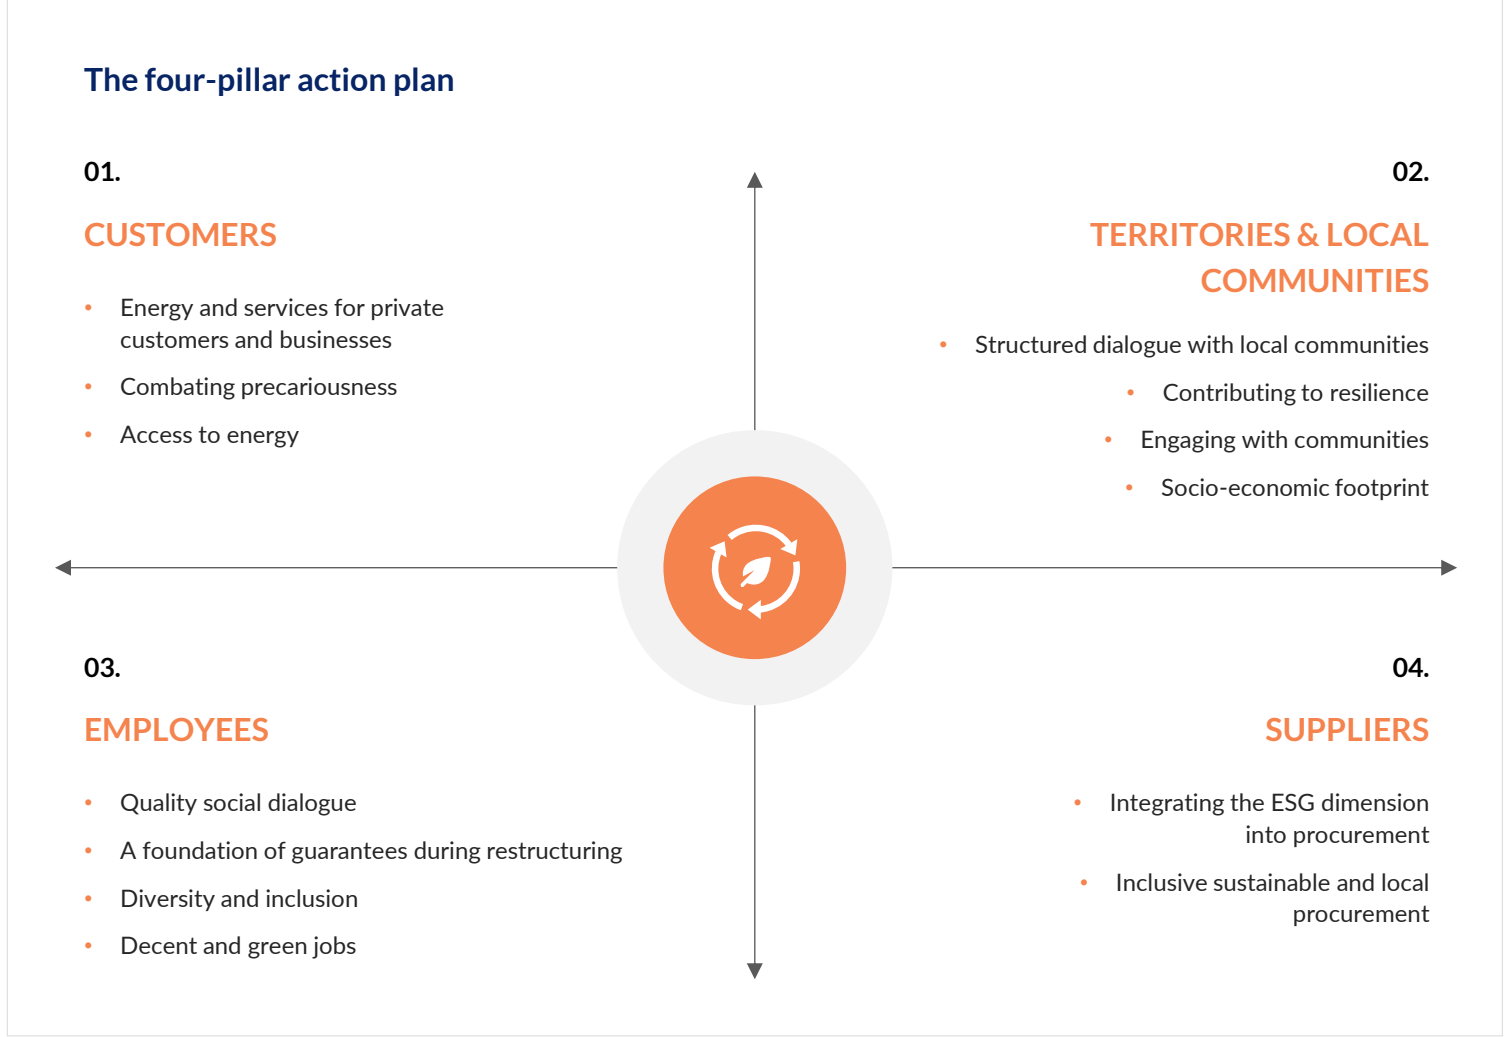 The four-pillar action plan
01.
CUSTOMERS
• Energy and services for private
customers and businesses
• Combating precariousness
• Access to energy
02.
TERRITORIES & LOCAL
COMMUNITIES
• Structured dialogue with local communities
• Contributing to resilience
• Engaging with communities
• Socio-economic footprint
03.
EMPLOYEES
• Quality social dialogue
• A foundation of guarantees during restructuring
• Diversity and inclusion
• Decent and green jobs
04.
SUPPLIERS
• Integrating the ESG dimension
into procurement
• Inclusive sustainable and local
procurement